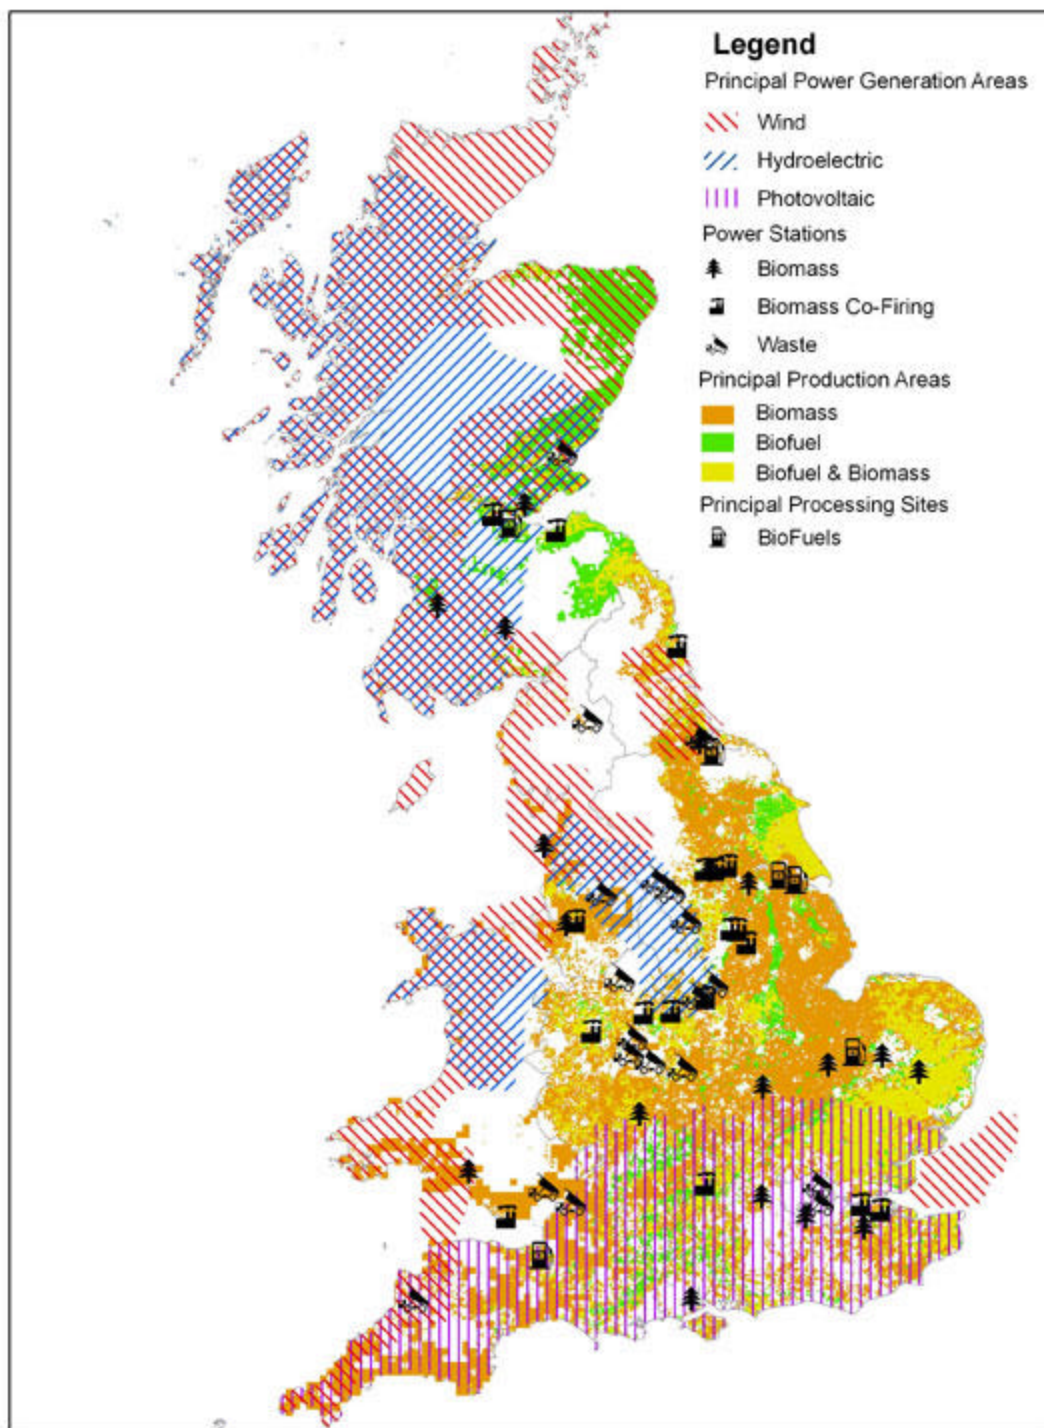 Legend
Principal Power Generation Areas
Wind
Hydroelectric
Photovoltaic
Power Stations
Biomass
Biomass Co-Firing
Waste
Principal Production Areas
Biomass
Biofuel
Biofuel & Biomass
Principal Processing Sites
BioFuels